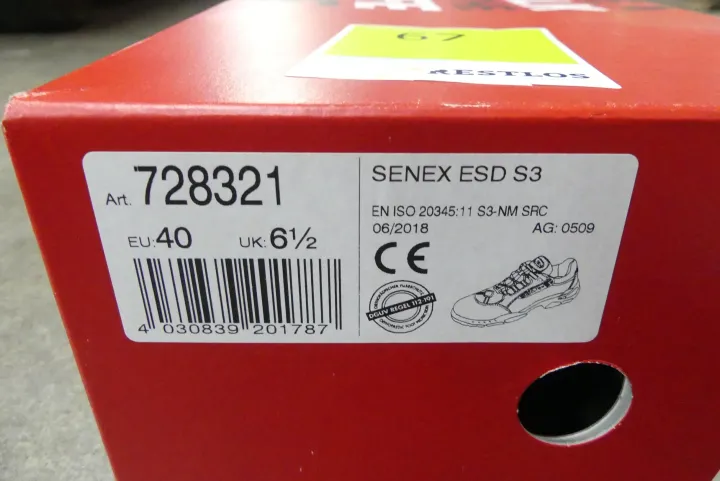 67
RESTLOS
Art. 728321
EU: 40 UK: 6½
4 030839 201787
SENEX ESD S3
EN ISO 20345:11 S3-NM SRC
06/2018 AG: 0509
CE
DGUV REGEL 112-191